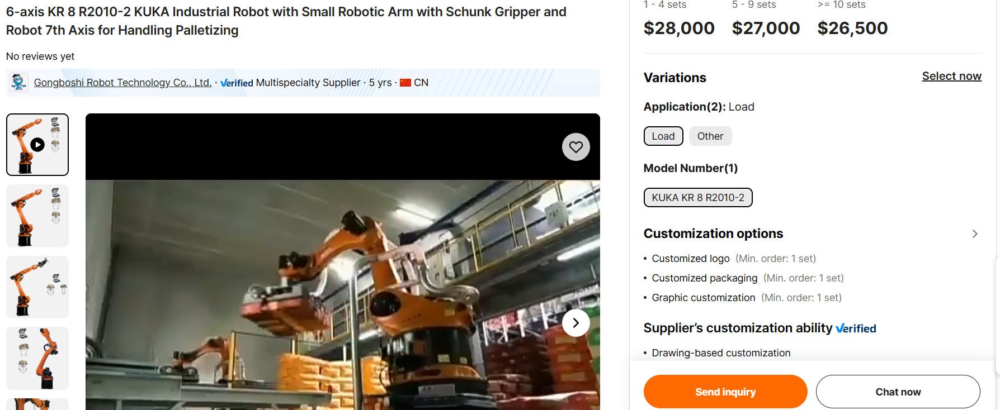 6-axis KR 8 R2010-2 KUKA Industrial Robot with Small Robotic Arm with Schunk Gripper and
Robot 7th Axis for Handling Palletizing
No reviews yet
Gongboshi Robot Technology Co., Ltd. · Verified Multispecialty Supplier · 5 yrs · CN
1 - 4 sets 5 - 9 sets >= 10 sets
$28,000 $27,000 $26,500
Variations Select now
Application(2): Load
Load Other
Model Number(1)
KUKA KR 8 R2010-2
Customization options
• Customized logo (Min. order: 1 set)
• Customized packaging (Min. order: 1 set)
• Graphic customization (Min. order: 1 set)
Supplier’s customization ability Verified
• Drawing-based customization
Send inquiry Chat now